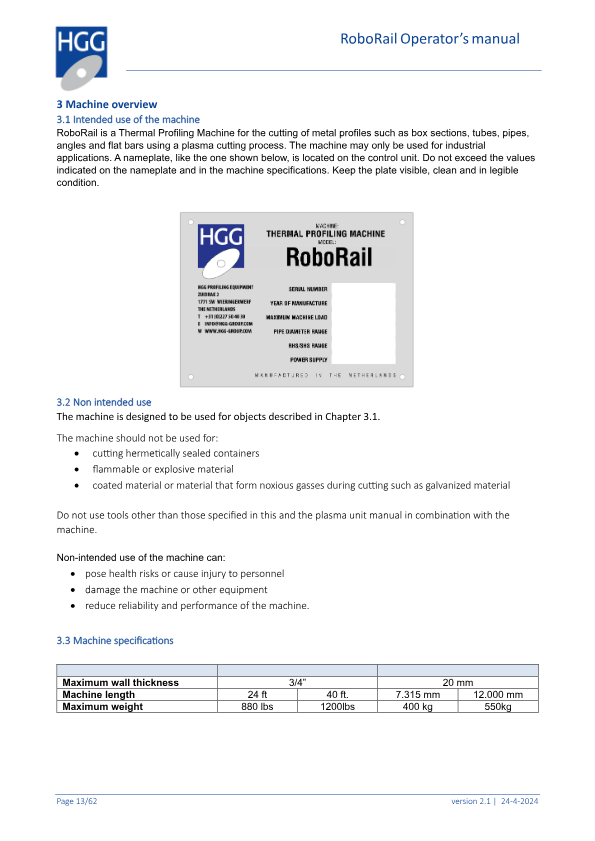 HGG
RoboRail Operator's manual
3 Machine overview
3.1 Intended use of the machine
RoboRail is a Thermal Profiling Machine for the cutting of metal profiles such as box sections, tubes, pipes,
angles and flat bars using a plasma cutting process. The machine may only be used for industrial
applications. A nameplate, like the one shown below, is located on the control unit. Do not exceed the values
indicated on the nameplate and in the machine specifications. Keep the plate visible, clean and in legible
condition.
HGG
MACHINE:
THERMAL PROFILING MACHINE
MODEL:
RoboRail
HGG PROFILING EQUIPMENT
ZUIDRAK 2
1771 SW WIERINGERWERF
THE NETHERLANDS
T +31 (0)227 50 40 30
E INFO@HGG-GROUP.COM
W WWW.HGG-GROUP.COM
SERIAL NUMBER
YEAR OF MANUFACTURE
MAXIMUM MACHINE LOAD
PIPE DIAMETER RANGE
RHS/SHS RANGE
POWER SUPPLY
MANUFACTURED IN THE NETHERLANDS
3.2 Non intended use
The machine is designed to be used for objects described in Chapter 3.1.
The machine should not be used for:
• cutting hermetically sealed containers
• flammable or explosive material
• coated material or material that form noxious gasses during cutting such as galvanized material
Do not use tools other than those specified in this and the plasma unit manual in combination with the
machine.
Non-intended use of the machine can:
• pose health risks or cause injury to personnel
• damage the machine or other equipment
• reduce reliability and performance of the machine.
3.3 Machine specifications
Maximum wall thickness 3/4" 20 mm
Machine length 24 ft 40 ft. 7.315 mm 12.000 mm
Maximum weight 880 lbs 1200lbs 400 kg 550kg
Page 13/62 version 2.1 | 24-4-2024